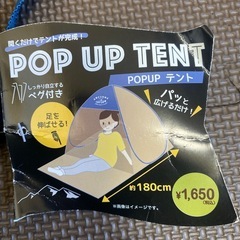 開くだけでテントが完成！
POP UP TENT
POPUP テント
しっかり自立する
ペグ付き
パッと
広げるだけ！
足を
伸ばせる！
約180cm
¥1,650
(税込)
※画像はイメージです。